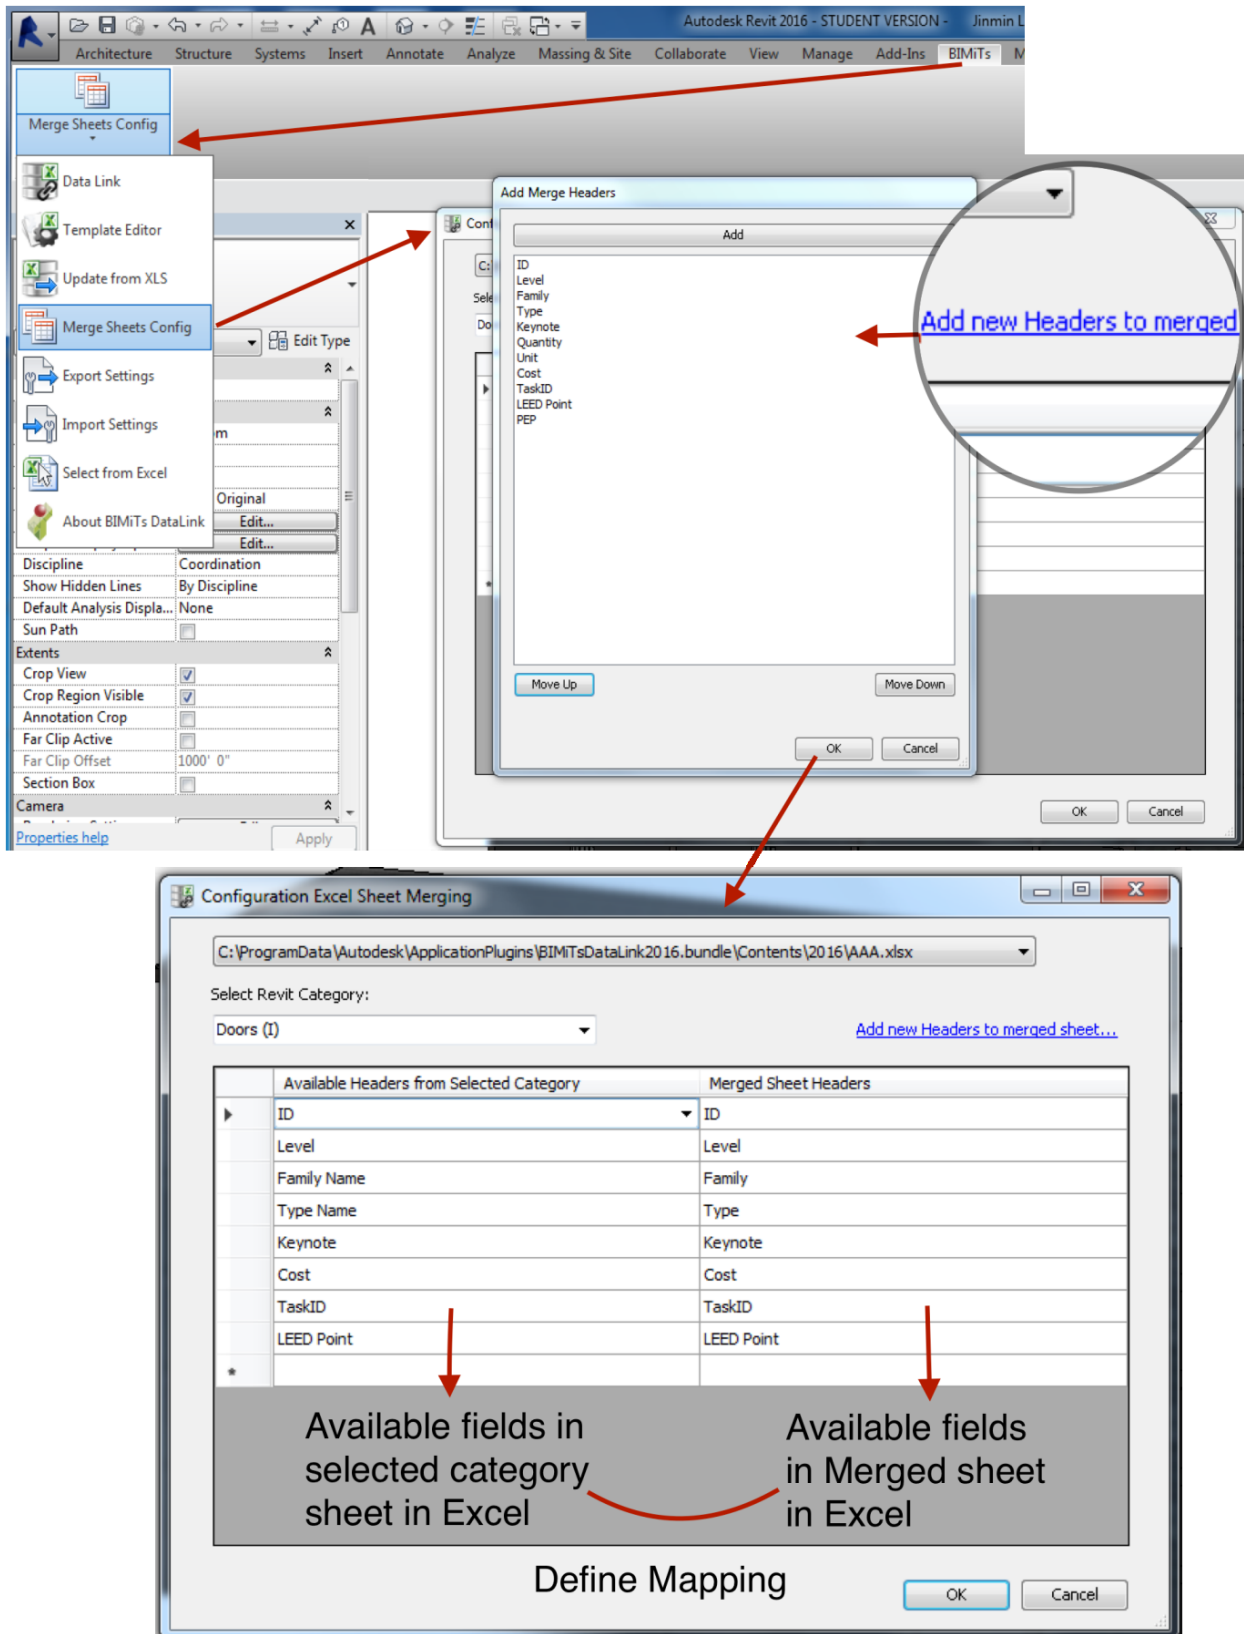 Autodesk Revit 2016 - STUDENT VERSION -    Jinmin L
Architecture Structure Systems Insert Annotate Analyze Massing & Site Collaborate View Manage Add-Ins BIMiTs M
Merge Sheets Config
Data Link
Template Editor
Update from XLS
Merge Sheets Config
Export Settings
Import Settings
Select from Excel
About BIMiTs DataLink
Edit Type
Original
Edit...
Edit...
Discipline Coordination
Show Hidden Lines By Discipline
Default Analysis Displa... None
Sun Path
Extents
Crop View
Crop Region Visible
Annotation Crop
Far Clip Active
Far Clip Offset 1000' 0"
Section Box
Camera
Properties help Apply
Conf
C:
Sele
Do
Add Merge Headers
Add
ID
Level
Family
Type
Keynote
Quantity
Unit
Cost
TaskID
LEED Point
PEP
Move Up Move Down
OK Cancel
Add new Headers to merged
OK Cancel
Configuration Excel Sheet Merging
C:\ProgramData\Autodesk\ApplicationPlugins\BIMiTsDataLink2016.bundle\Contents\2016\AAA.xlsx
Select Revit Category:
Doors (I) Add new Headers to merged sheet...
Available Headers from Selected Category Merged Sheet Headers
ID ID
Level Level
Family Name Family
Type Name Type
Keynote Keynote
Cost Cost
TaskID TaskID
LEED Point LEED Point
*
Available fields in
selected category
sheet in Excel
Available fields
in Merged sheet
in Excel
Define Mapping
OK Cancel